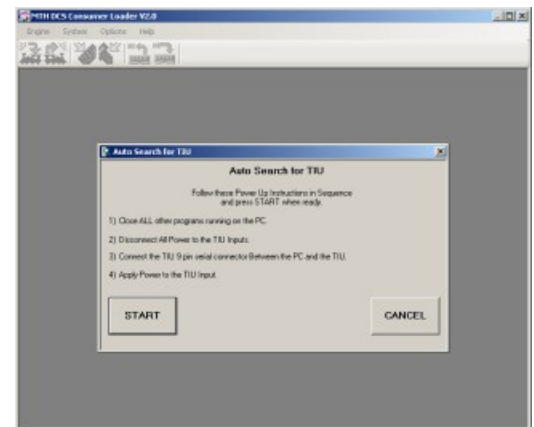 MTH DCS Consumer Loader V2.0
Engine System Options Help
Auto Search for TIU
Auto Search for TIU
Follow these Power Up Instructions in Sequence
and press START when ready.
1) Close ALL other programs running on the PC.
2) Disconnect All Power to the TIU Inputs.
3) Connect the TIU 9 pin serial connector Between the PC and the TIU.
4) Apply Power to the TIU Input.
START CANCEL